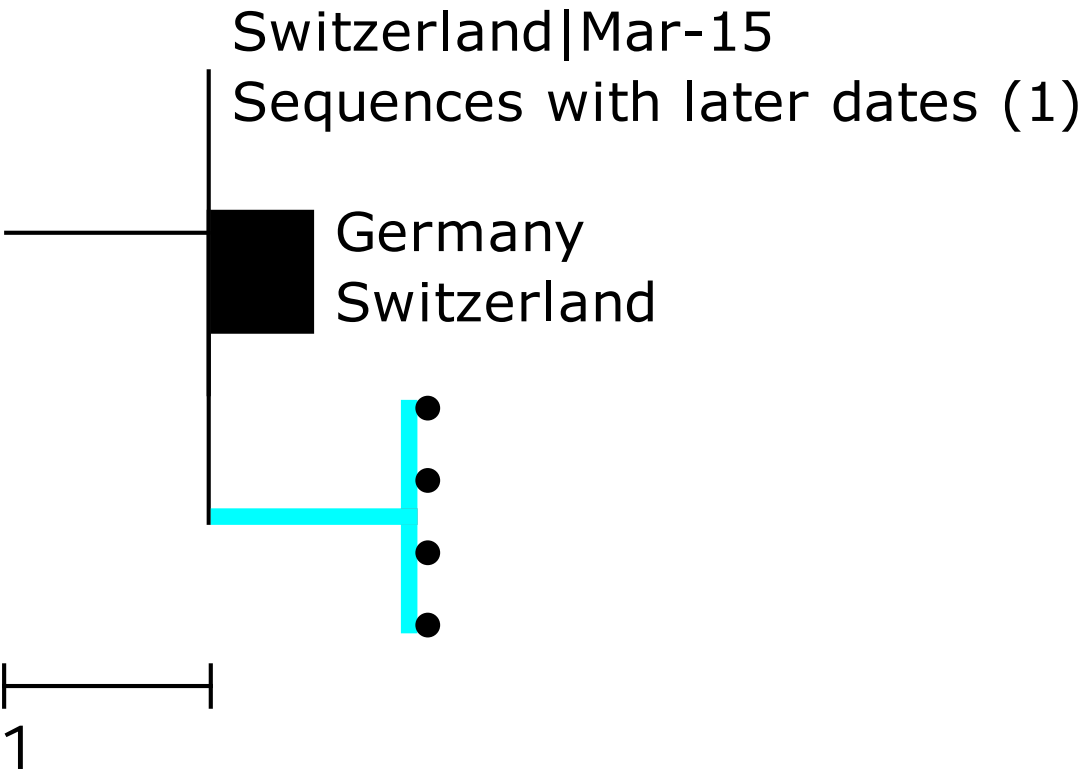 Switzerland|Mar-15
Sequences with later dates (1)
Germany
Switzerland
1